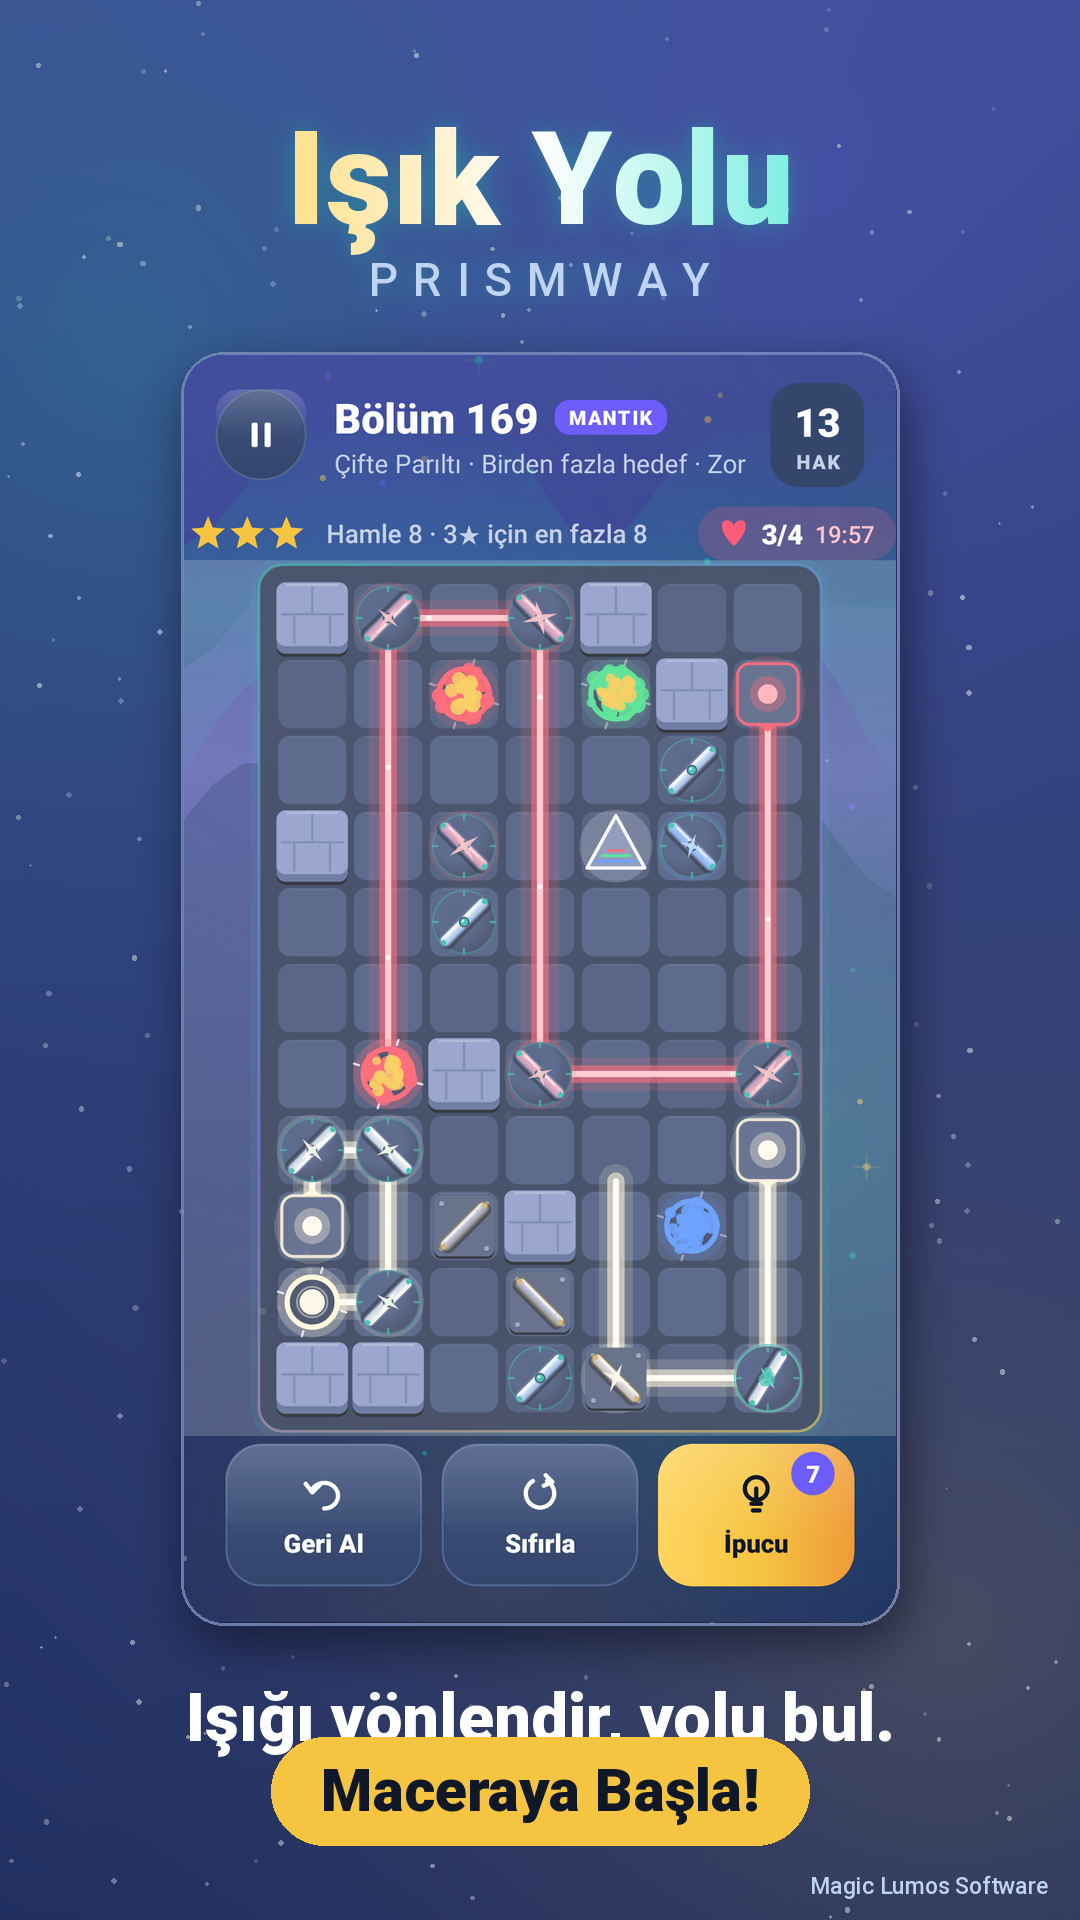 Işık Yolu
PRISMWAY
Bölüm 169 MANTIK
Çifte Parıltı · Birden fazla hedef · Zor
13
HAK
Hamle 8 · 3★ için en fazla 8
3/4 19:57
Geri Al
Sıfırla
7
İpucu
Işığı yönlendir, yolu bul.
Maceraya Başla!
Magic Lumos Software